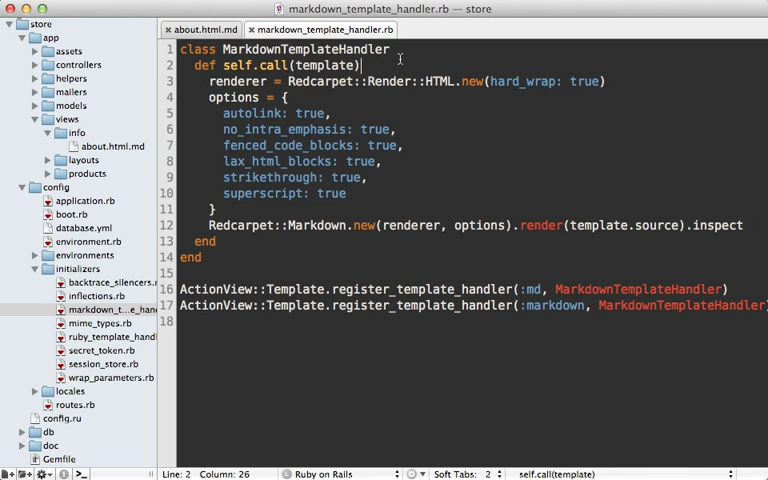 markdown_template_handler.rb — store
about.html.md
markdown_template_handler.rb
store
app
assets
controllers
helpers
mailers
models
views
info
about.html.md
layouts
products
config
application.rb
boot.rb
database.yml
environment.rb
environments
initializers
backtrace_silencers.r
inflections.rb
markdown_t...e_hand
mime_types.rb
ruby_template_handl
secret_token.rb
session_store.rb
wrap_parameters.rb
locales
routes.rb
config.ru
db
doc
Gemfile
1 class MarkdownTemplateHandler
2 def self.call(template)
3 renderer = Redcarpet::Render::HTML.new(hard_wrap: true)
4 options = {
5 autolink: true,
6 no_intra_emphasis: true,
7 fenced_code_blocks: true,
8 lax_html_blocks: true,
9 strikethrough: true,
10 superscript: true
11 }
12 Redcarpet::Markdown.new(renderer, options).render(template.source).inspect
13 end
14 end
15
16 ActionView::Template.register_template_handler(:md, MarkdownTemplateHandler)
17 ActionView::Template.register_template_handler(:markdown, MarkdownTemplateHandler)
18
Line: 2 Column: 26 Ruby on Rails Soft Tabs: 2 self.call(template)